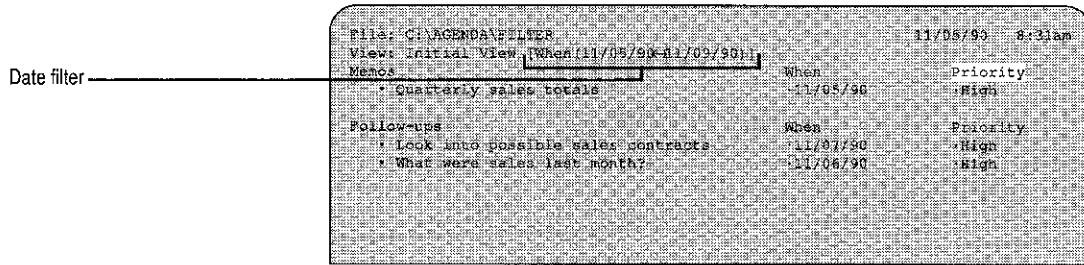 File: C:\AGENDA\FILTER 11/05/90 8:31am
View: Initial View [When(11/05/90↔11/09/90)]
Date filter
Memos When Priority
• Quarterly sales totals ·11/05/90 ·High
Follow-ups When Priority
• Look into possible sales contracts ·11/07/90 ·High
• What were sales last month? ·11/06/90 ·High